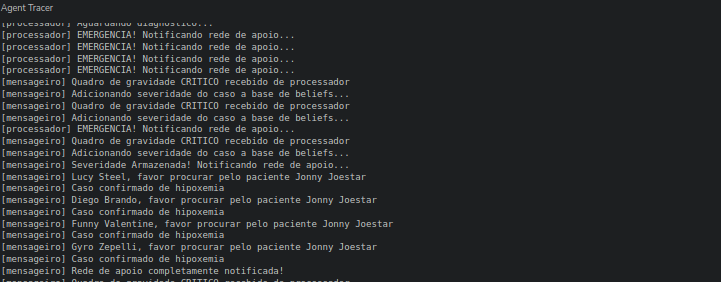 Agent Tracer
[processador] Aguardando diagnostico...
[processador] EMERGENCIA! Notificando rede de apoio...
[processador] EMERGENCIA! Notificando rede de apoio...
[processador] EMERGENCIA! Notificando rede de apoio...
[processador] EMERGENCIA! Notificando rede de apoio...
[mensageiro] Quadro de gravidade CRITICO recebido de processador
[mensageiro] Adicionando severidade do caso a base de beliefs...
[mensageiro] Quadro de gravidade CRITICO recebido de processador
[mensageiro] Adicionando severidade do caso a base de beliefs...
[processador] EMERGENCIA! Notificando rede de apoio...
[mensageiro] Quadro de gravidade CRITICO recebido de processador
[mensageiro] Adicionando severidade do caso a base de beliefs...
[mensageiro] Severidade Armazenada! Notificando rede de apoio...
[mensageiro] Lucy Steel, favor procurar pelo paciente Jonny Joestar
[mensageiro] Caso confirmado de hipoxemia
[mensageiro] Diego Brando, favor procurar pelo paciente Jonny Joestar
[mensageiro] Caso confirmado de hipoxemia
[mensageiro] Funny Valentine, favor procurar pelo paciente Jonny Joestar
[mensageiro] Caso confirmado de hipoxemia
[mensageiro] Gyro Zepelli, favor procurar pelo paciente Jonny Joestar
[mensageiro] Caso confirmado de hipoxemia
[mensageiro] Rede de apoio completamente notificada!
[mensageiro] Quadro de gravidade CRITICO recebido de processador